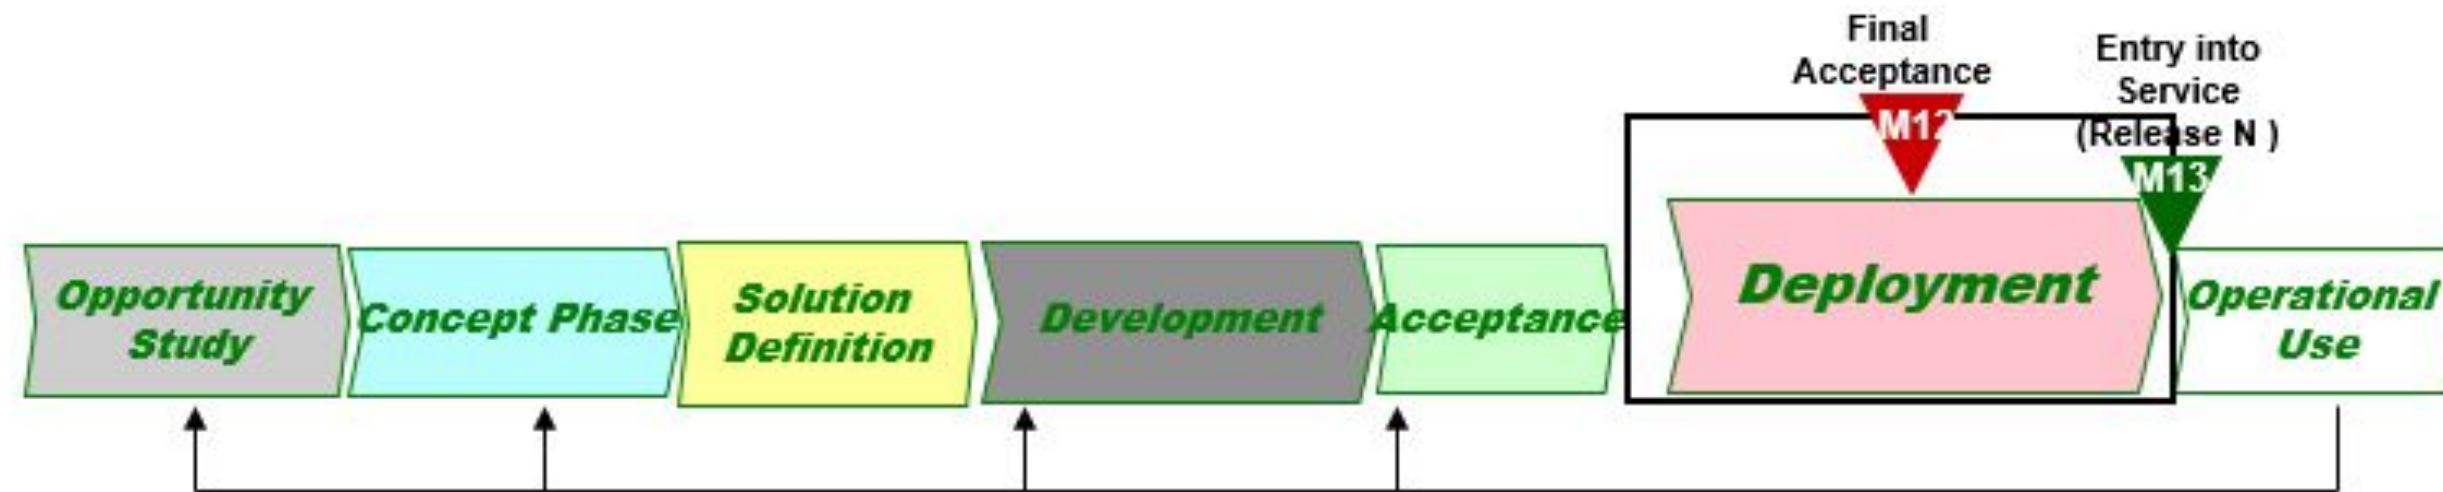 Final
Acceptance
Entry into
Service
(Release N )
M12
M13
Opportunity
Study
Concept Phase
Solution
Definition
Development
Acceptance
Deployment
Operational
Use